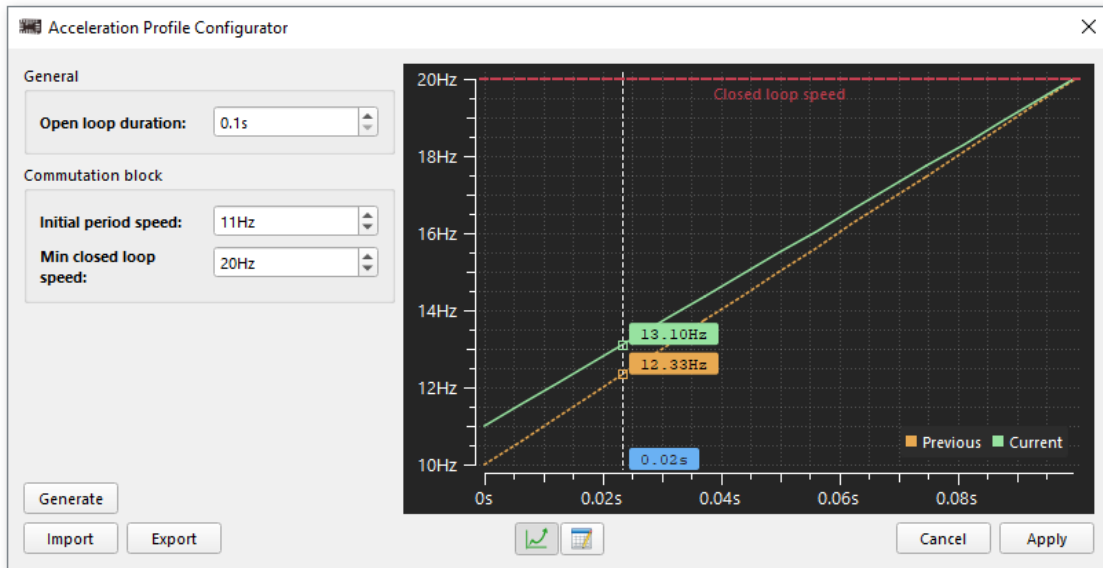 Acceleration Profile Configurator
General
Open loop duration:
0.1s
Commutation block
Initial period speed:
11Hz
Min closed loop
speed:
20Hz
Generate
Import
Export
20Hz
18Hz
16Hz
14Hz
12Hz
10Hz
Closed loop speed
13.10Hz
12.33Hz
0.02s
Previous
Current
0s
0.02s
0.04s
0.06s
0.08s
Cancel
Apply